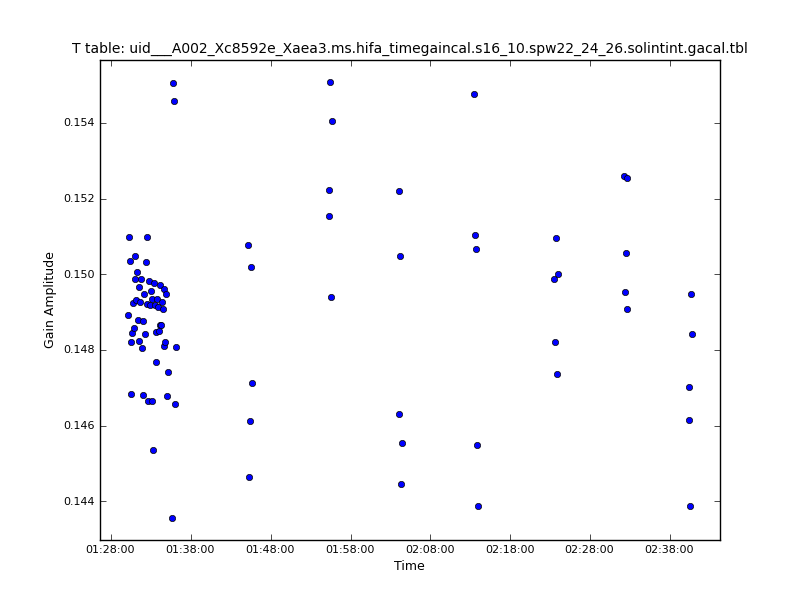 T table: uid___A002_Xc8592e_Xaea3.ms.hifa_timegaincal.s16_10.spw22_24_26.solintint.gacal.tbl
0.154
0.152
0.150
0.148
0.146
0.144
Gain Amplitude
01:28:00 01:38:00 01:48:00 01:58:00 02:08:00 02:18:00 02:28:00 02:38:00
Time